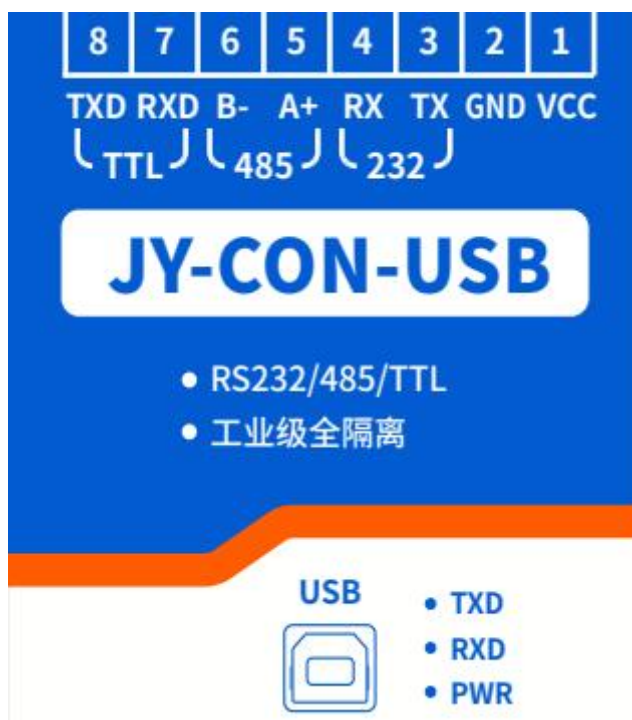 8 7 6 5 4 3 2 1
TXD RXD B- A+ RX TX GND VCC
TTL 485 232
JY-CON-USB
• RS232/485/TTL
• 工业级全隔离
USB
• TXD
• RXD
• PWR